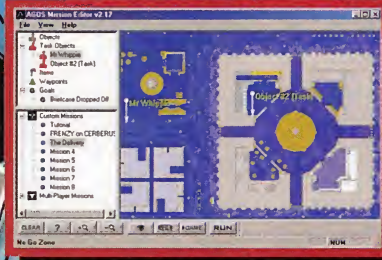 AGOS Mission Editor v2.17
File View Help
Objects
Task Objects
Mr Whippie
Object 82 [Task]
Items
Waypoints
Goals
Briefcase Dropped Off
Custom Missions
Tutorial
FRENZY on CERBERUS
The Delivery
Mission 4
Mission 5
Mission 6
Mission 7
Mission 8
Multi-Player Missions
Mr Whippie
Object 82 [Task]
CLEAR ? +Q -Q RUN
No Go Zone
NUM